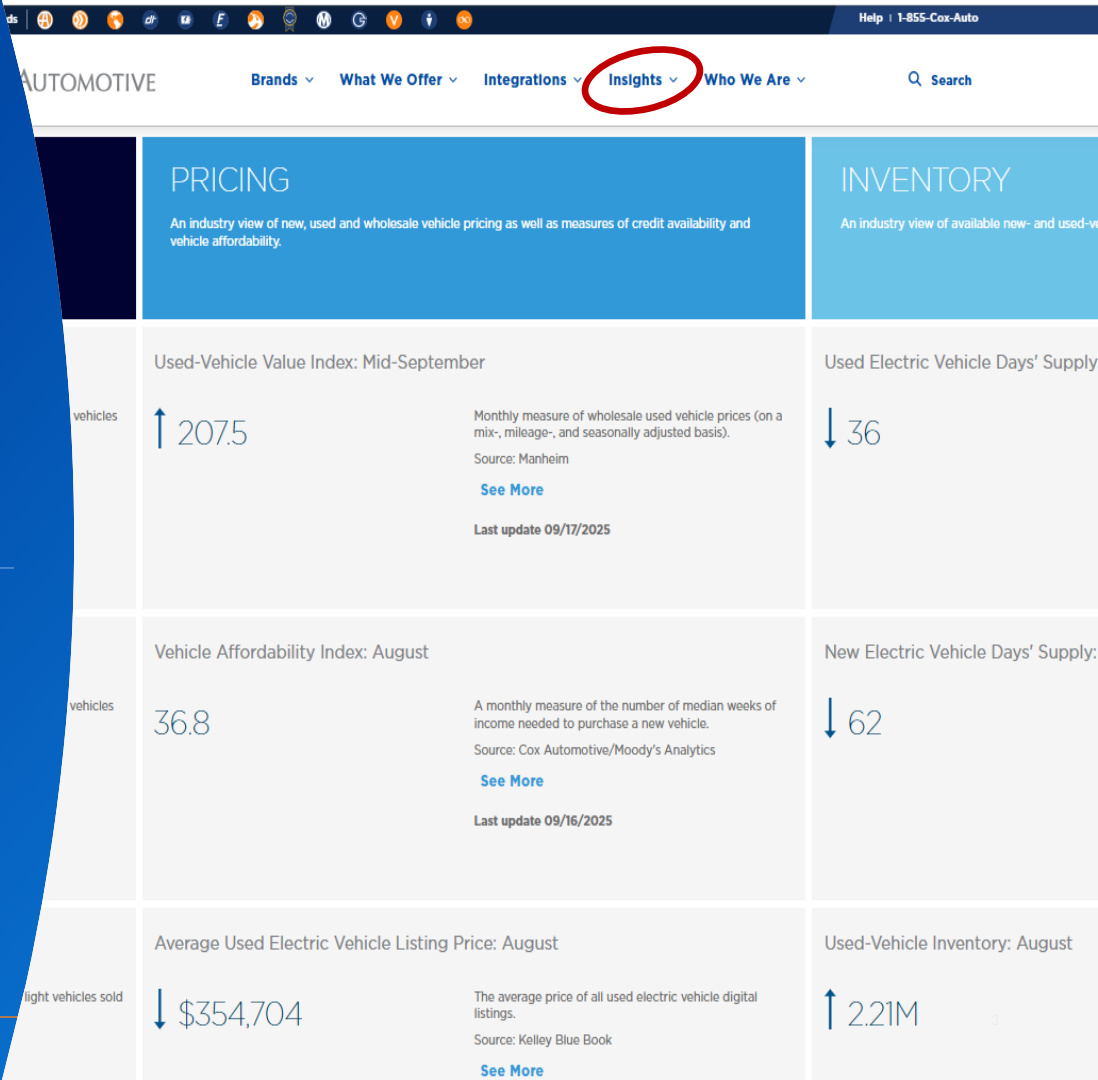 ds
Help | 1-855-Cox-Auto
AUTOMOTIVE
Brands
What We Offer
Integrations
Insights
Who We Are
Search
PRICING
An industry view of new, used and wholesale vehicle pricing as well as measures of credit availability and
vehicle affordability.
INVENTORY
An industry view of available new- and used-ve
vehicles
Used-Vehicle Value Index: Mid-September
207.5
Monthly measure of wholesale used vehicle prices (on a
mix-, mileage-, and seasonally adjusted basis).
Source: Manheim
See More
Last update 09/17/2025
Used Electric Vehicle Days' Supply
36
vehicles
Vehicle Affordability Index: August
36.8
A monthly measure of the number of median weeks of
income needed to purchase a new vehicle.
Source: Cox Automotive/Moody's Analytics
See More
Last update 09/16/2025
New Electric Vehicle Days' Supply:
62
light vehicles sold
Average Used Electric Vehicle Listing Price: August
$354,704
The average price of all used electric vehicle digital
listings.
Source: Kelley Blue Book
See More
Used-Vehicle Inventory: August
2.21M